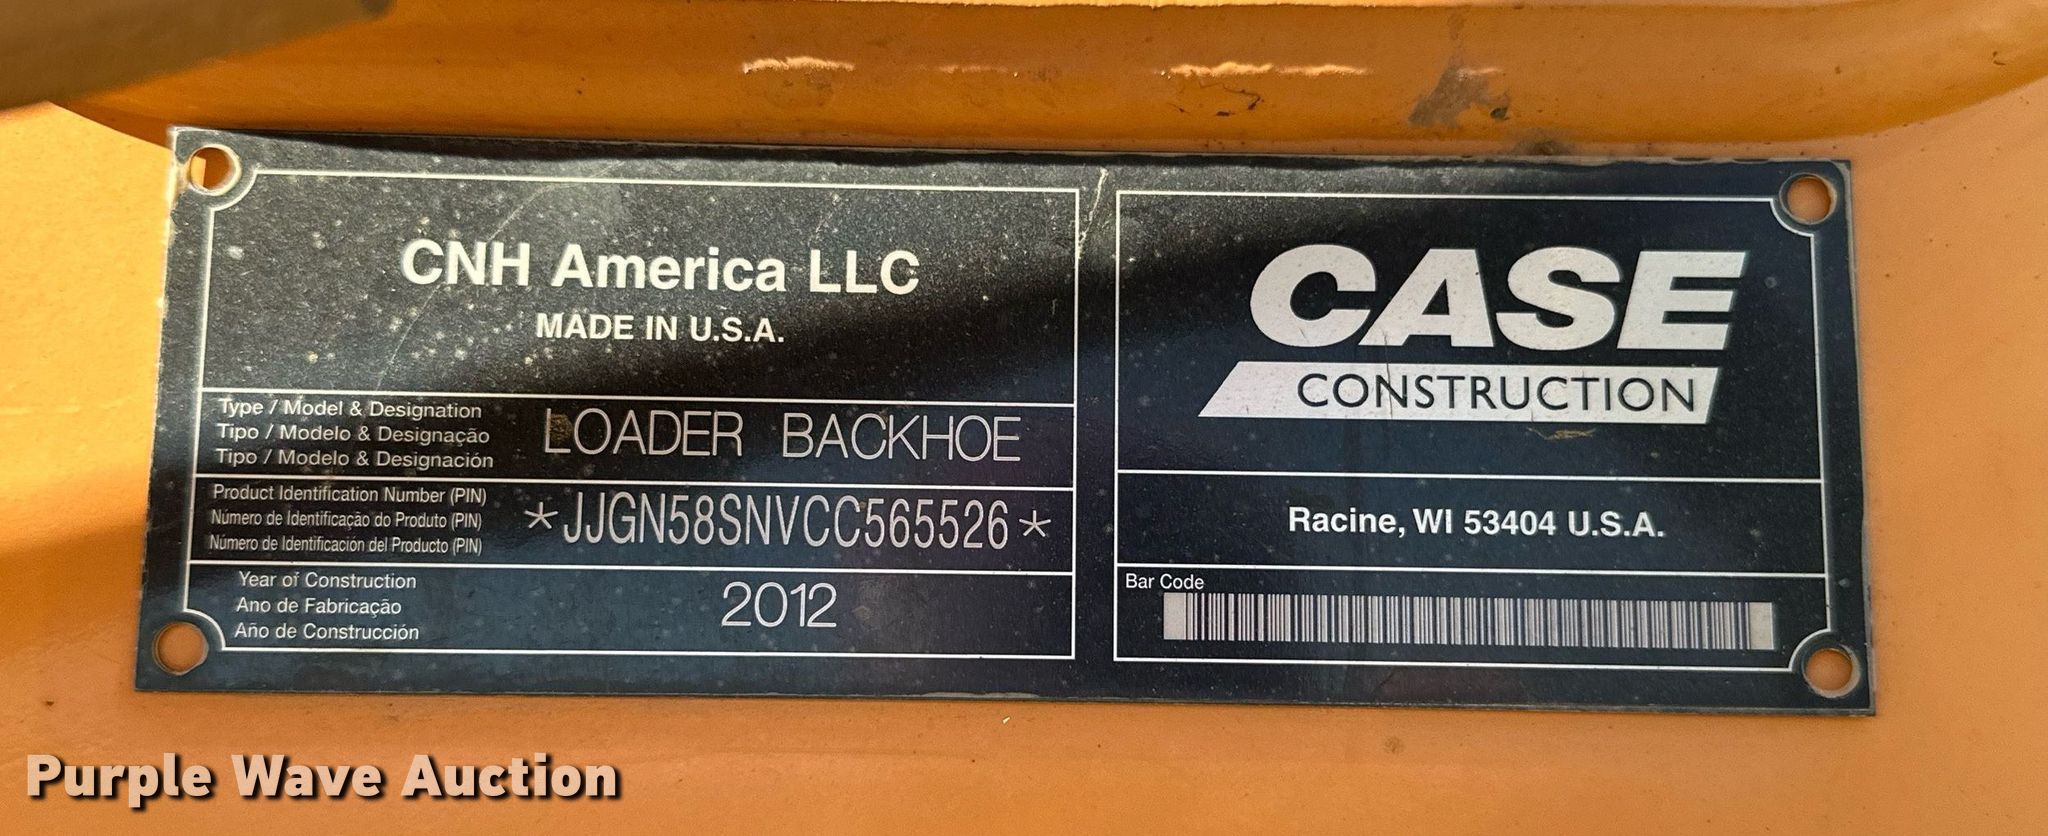 CNH America LLC
MADE IN U.S.A.
Type / Model & Designation
Tipo / Modelo & Designação
Tipo / Modelo & Designación
LOADER BACKHOE
Product Identification Number (PIN)
Número de Identificação do Produto (PIN)
Número de Identificación del Producto (PIN)
*JJGN58SNVCC565526*
Year of Construction
Ano de Fabricação
Año de Construcción
2012
CASE
CONSTRUCTION
Racine, WI 53404 U.S.A.
Bar Code
Purple Wave Auction